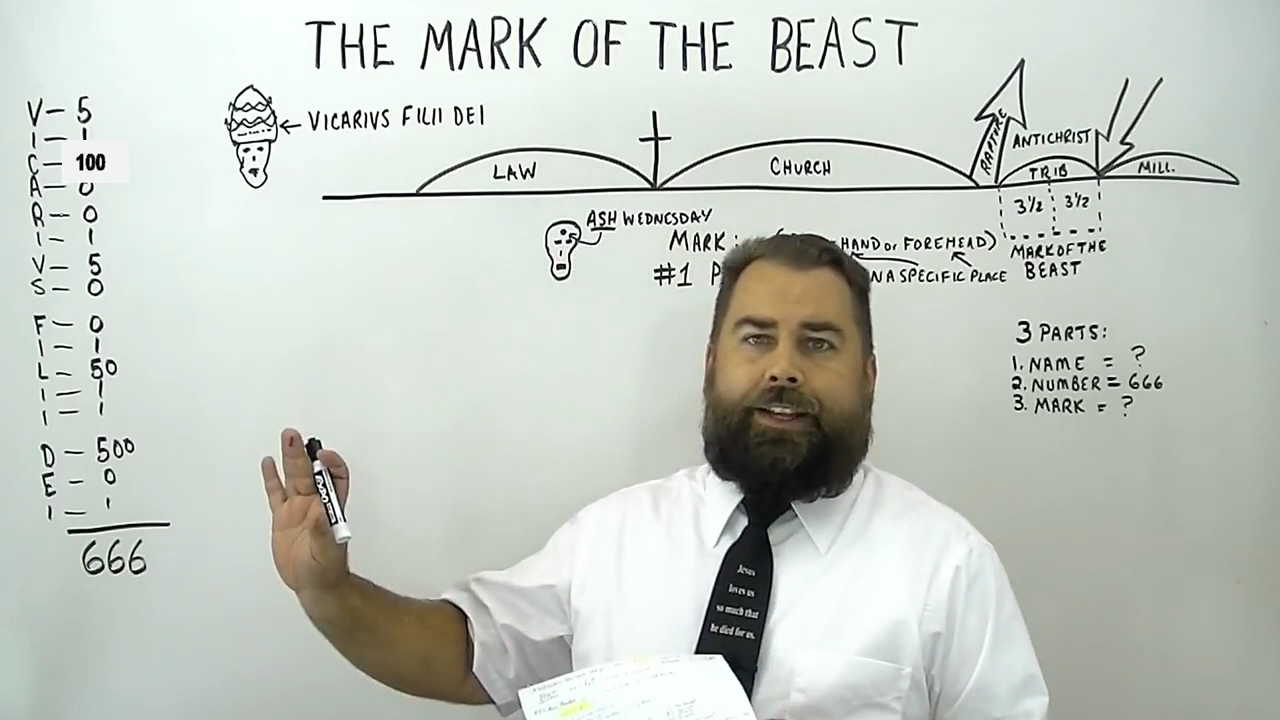 THE MARK OF THE BEAST
V - 5
I - 1
C - 100
A - 0
R - 0
I - 1
V - 5
S - 0
F - 0
I - 1
L - 50
I - 1
I - 1
D - 500
E - 0
I - 1
666
← VICARIVS FILII DEI
LAW
CHURCH
RAPTURE
ANTICHRIST
TRIB
MILL.
3½ 3½
MARK OF THE
BEAST
ASH WEDNESDAY
MARK: HAND or FOREHEAD)
#1 IN A SPECIFIC PLACE
3 PARTS:
1. NAME = ?
2. NUMBER = 666
3. MARK = ?
EXPO
Jesus
loves us
so much that
he died for us.